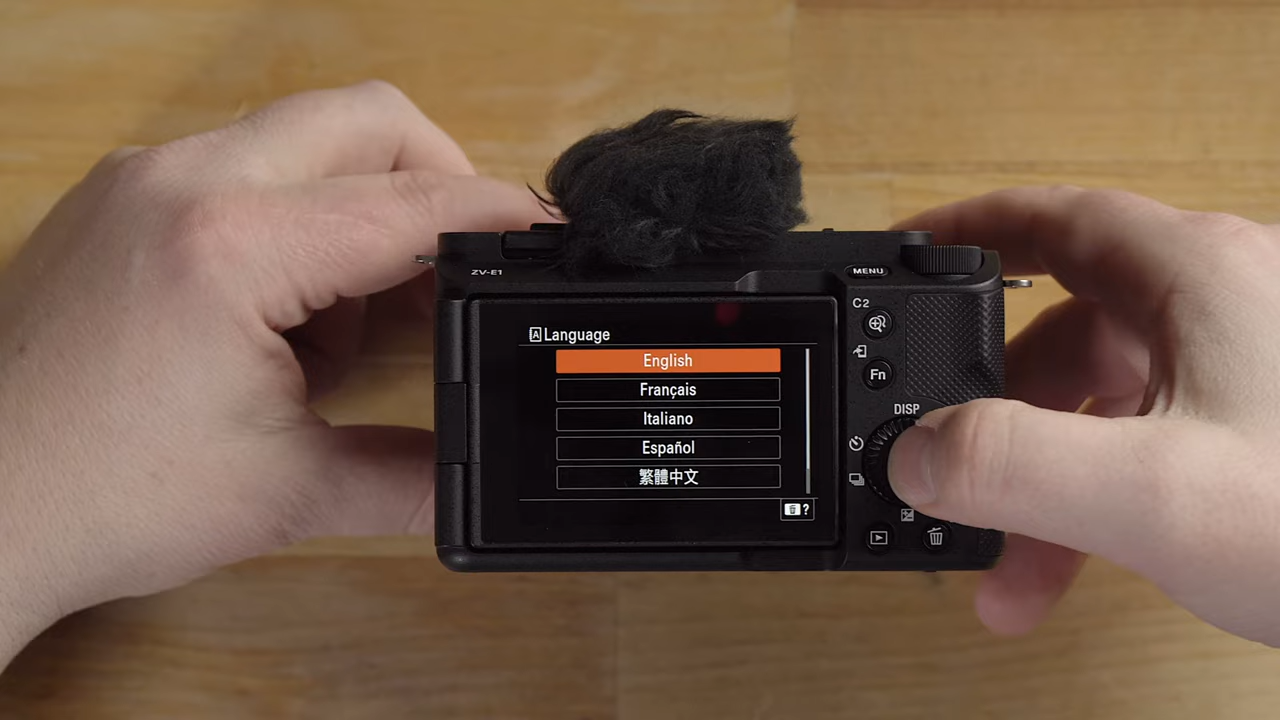 ZV-E1
MENU
C2
Fn
DISP
A Language
English
Français
Italiano
Español
繁體中文
?